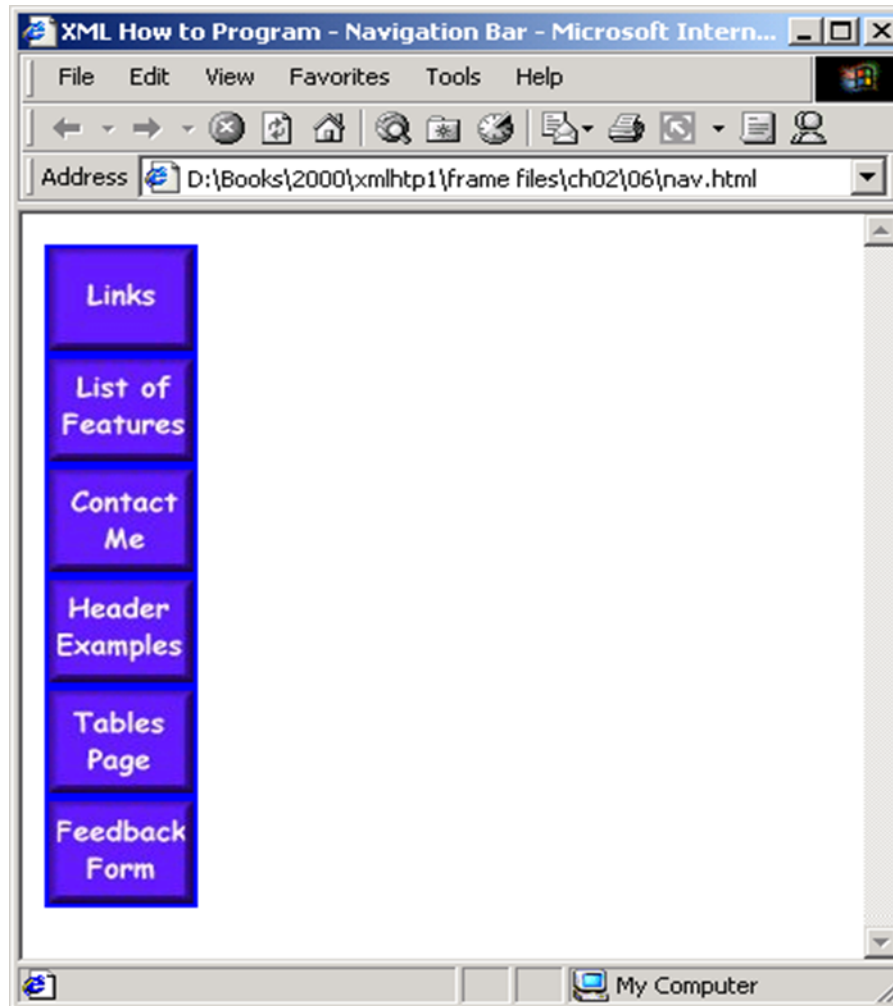 XML How to Program - Navigation Bar - Microsoft Intern...
File Edit View Favorites Tools Help
Address D:\Books\2000\xmlhtp1\frame files\ch02\06\nav.html
Links
List of
Features
Contact
Me
Header
Examples
Tables
Page
Feedback
Form
My Computer